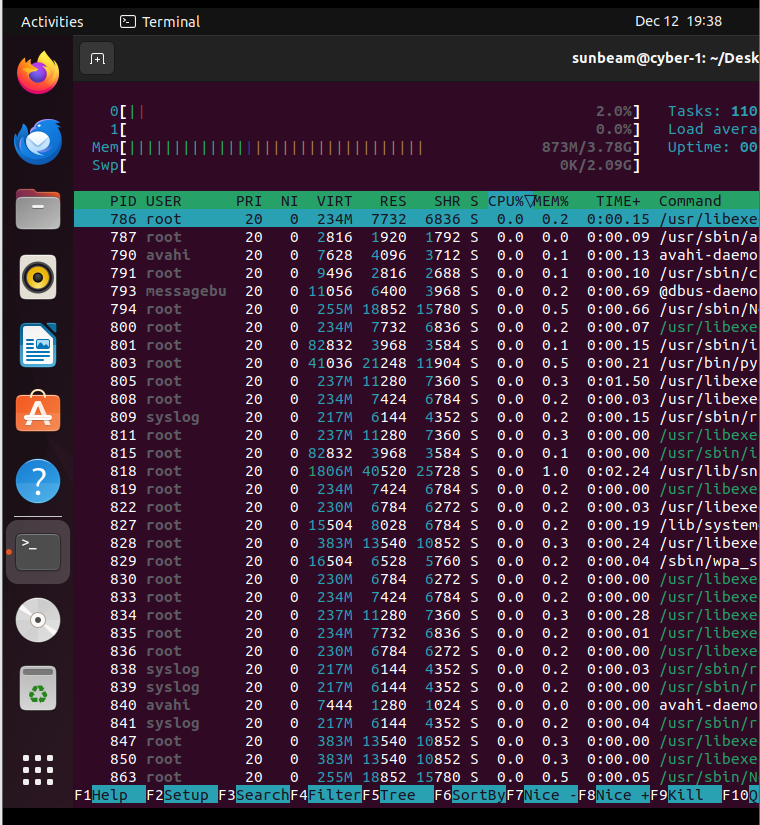 Activities Terminal Dec 12 19:38
sunbeam@cyber-1: ~/Desk
0[|| 2.0%] Tasks: 110
1[ 0.0%] Load avera
Mem[||||||||||||||||||||||||||||||||| 873M/3.78G] Uptime: 00
Swp[ 0K/2.09G]
PID USER PRI NI VIRT RES SHR S CPU%▽MEM% TIME+ Command
786 root 20 0 234M 7732 6836 S 0.0 0.2 0:00.15 /usr/libexe
787 root 20 0 2816 1920 1792 S 0.0 0.0 0:00.09 /usr/sbin/a
790 avahi 20 0 7628 4096 3712 S 0.0 0.1 0:00.13 avahi-daemo
791 root 20 0 9496 2816 2688 S 0.0 0.1 0:00.10 /usr/sbin/c
793 messagebu 20 0 11056 6400 3968 S 0.0 0.2 0:00.69 @dbus-daemo
794 root 20 0 255M 18852 15780 S 0.0 0.5 0:00.66 /usr/sbin/N
800 root 20 0 234M 7732 6836 S 0.0 0.2 0:00.07 /usr/libexe
801 root 20 0 82832 3968 3584 S 0.0 0.1 0:00.15 /usr/sbin/i
803 root 20 0 41036 21248 11904 S 0.0 0.5 0:00.21 /usr/bin/py
805 root 20 0 237M 11280 7360 S 0.0 0.3 0:01.50 /usr/libexe
808 root 20 0 234M 7424 6784 S 0.0 0.2 0:00.03 /usr/libexe
809 syslog 20 0 217M 6144 4352 S 0.0 0.2 0:00.15 /usr/sbin/r
811 root 20 0 237M 11280 7360 S 0.0 0.3 0:00.00 /usr/libexe
815 root 20 0 82832 3968 3584 S 0.0 0.1 0:00.00 /usr/sbin/i
818 root 20 0 1806M 40520 25728 S 0.0 1.0 0:02.24 /usr/lib/sn
819 root 20 0 234M 7424 6784 S 0.0 0.2 0:00.00 /usr/libexe
822 root 20 0 230M 6784 6272 S 0.0 0.2 0:00.03 /usr/libexe
827 root 20 0 15504 8028 6784 S 0.0 0.2 0:00.19 /lib/system
828 root 20 0 383M 13540 10852 S 0.0 0.3 0:00.24 /usr/libexe
829 root 20 0 16504 6528 5760 S 0.0 0.2 0:00.04 /sbin/wpa_s
830 root 20 0 230M 6784 6272 S 0.0 0.2 0:00.00 /usr/libexe
833 root 20 0 234M 7424 6784 S 0.0 0.2 0:00.00 /usr/libexe
834 root 20 0 237M 11280 7360 S 0.0 0.3 0:00.28 /usr/libexe
835 root 20 0 234M 7732 6836 S 0.0 0.2 0:00.01 /usr/libexe
836 root 20 0 230M 6784 6272 S 0.0 0.2 0:00.00 /usr/libexe
838 syslog 20 0 217M 6144 4352 S 0.0 0.2 0:00.03 /usr/sbin/r
839 syslog 20 0 217M 6144 4352 S 0.0 0.2 0:00.00 /usr/sbin/r
840 avahi 20 0 7444 1280 1024 S 0.0 0.0 0:00.00 avahi-daemo
841 syslog 20 0 217M 6144 4352 S 0.0 0.2 0:00.04 /usr/sbin/r
847 root 20 0 383M 13540 10852 S 0.0 0.3 0:00.00 /usr/libexe
850 root 20 0 383M 13540 10852 S 0.0 0.3 0:00.00 /usr/libexe
863 root 20 0 255M 18852 15780 S 0.0 0.5 0:00.05 /usr/sbin/N
F1Help F2Setup F3SearchF4FilterF5Tree F6SortByF7Nice -F8Nice +F9Kill F10Q